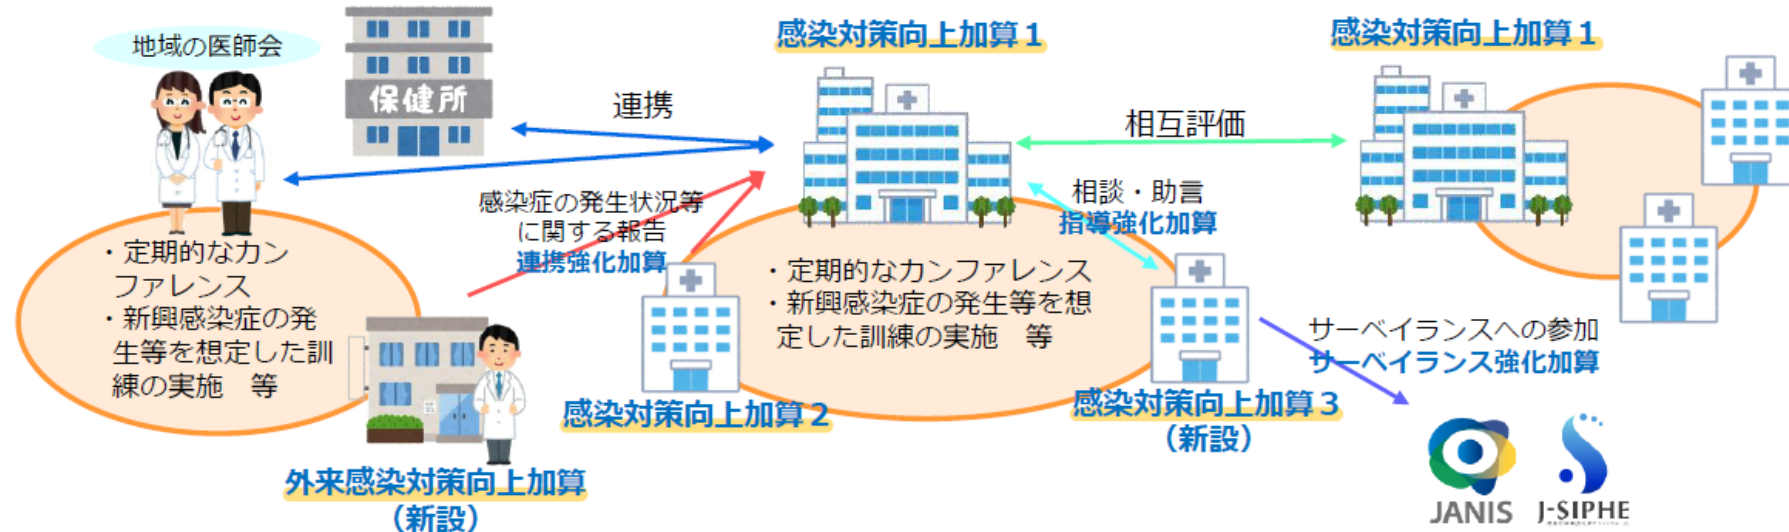 地域の医師会
保健所
連携
感染対策向上加算1
感染対策向上加算1
相互評価
感染症の発生状況等
に関する報告
連携強化加算
相談・助言
指導強化加算
・定期的なカン
ファレンス
・新興感染症の発
生等を想定した訓
練の実施　等
・定期的なカンファレンス
・新興感染症の発生等を想
定した訓練の実施　等
サーベイランスへの参加
サーベイランス強化加算
感染対策向上加算2
感染対策向上加算3
（新設）
外来感染対策向上加算
（新設）
JANIS
J-SIPHE